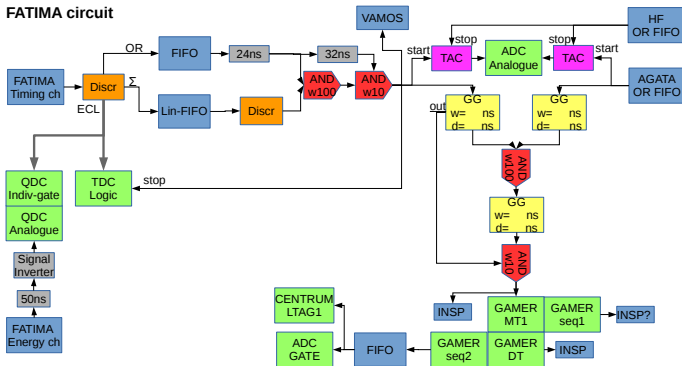 FATIMA circuit
VAMOS
HF
OR FIFO
OR
FIFO
24ns
32ns
start
stop
TAC
ADC
Analogue
stop
TAC
start
FATIMA
Timing ch
Discr
Σ
ECL
Lin-FIFO
Discr
AND
w100
AND
w10
AGATA
OR FIFO
out
GG
w= ns
d= ns
GG
w= ns
d= ns
AND
w100
QDC
Indiv-gate
TDC
Logic
stop
QDC
Analogue
GG
w= ns
d= ns
Signal
Inverter
AND
w10
50ns
FATIMA
Energy ch
CENTRUM
LTAG1
INSP
GAMER
MT1
GAMER
seq1
INSP?
ADC
GATE
FIFO
GAMER
seq2
GAMER
DT
INSP